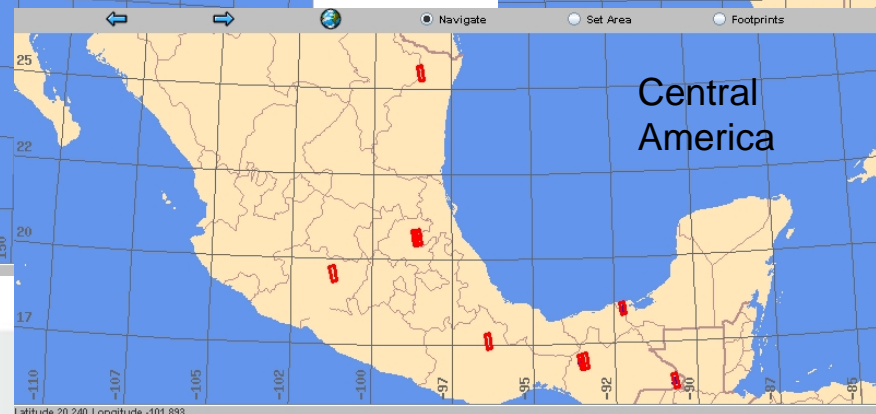 Navigate Set Area Footprints
Central
America
25
22
20
17
-110 -107 -105 -102 -100 -97 -95 -92 -90 -87 -85
Latitude 20.240 Longitude -101.893